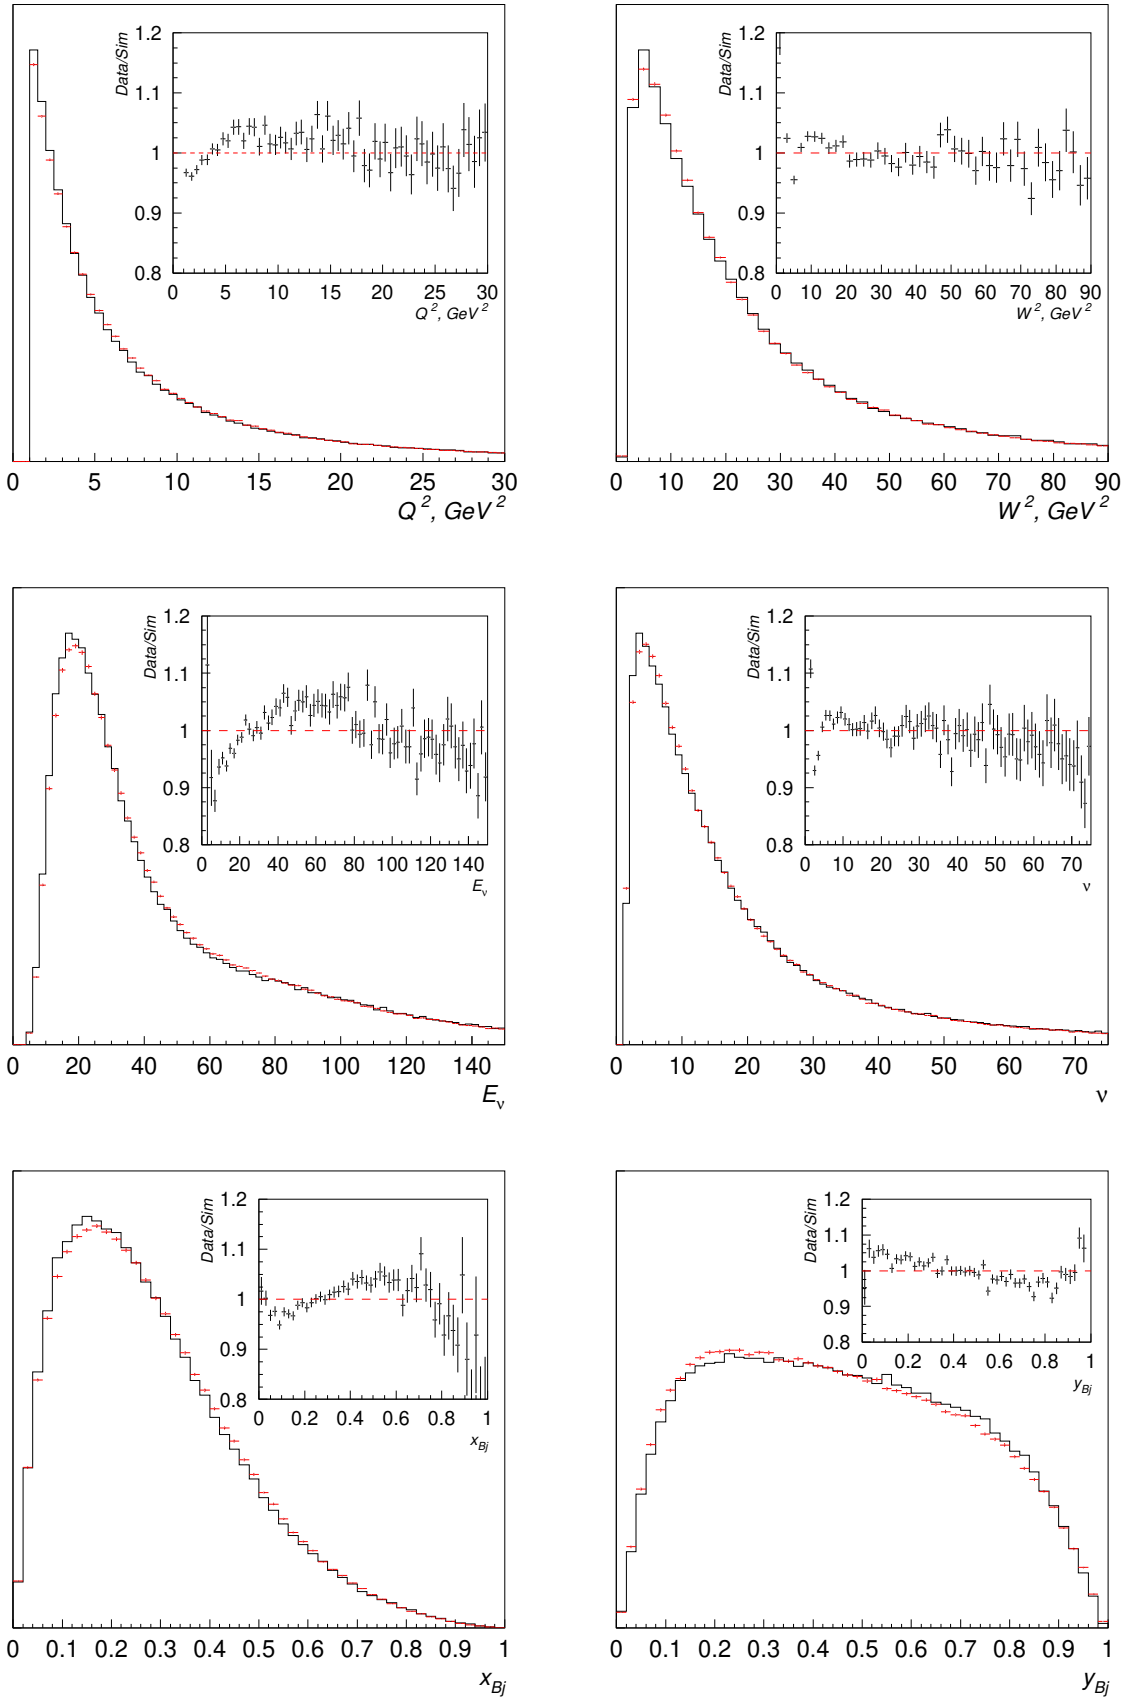 1.2
1.1
1
0.9
0.8
Data/Sim
0 5 10 15 20 25 30
Q², GeV²
0 5 10 15 20 25 30
Q², GeV²
1.2
1.1
1
0.9
0.8
Data/Sim
0 10 20 30 40 50 60 70 80 90
W², GeV²
0 10 20 30 40 50 60 70 80 90
W², GeV²
1.2
1.1
1
0.9
0.8
Data/Sim
0 20 40 60 80 100 120 140
Eν
0 20 40 60 80 100 120 140
Eν
1.2
1.1
1
0.9
0.8
Data/Sim
0 10 20 30 40 50 60 70
ν
0 10 20 30 40 50 60 70
ν
1.2
1.1
1
0.9
0.8
Data/Sim
0 0.2 0.4 0.6 0.8 1
xBj
0 0.1 0.2 0.3 0.4 0.5 0.6 0.7 0.8 0.9 1
xBj
1.2
1.1
1
0.9
0.8
Data/Sim
0 0.2 0.4 0.6 0.8 1
yBj
0 0.1 0.2 0.3 0.4 0.5 0.6 0.7 0.8 0.9 1
yBj